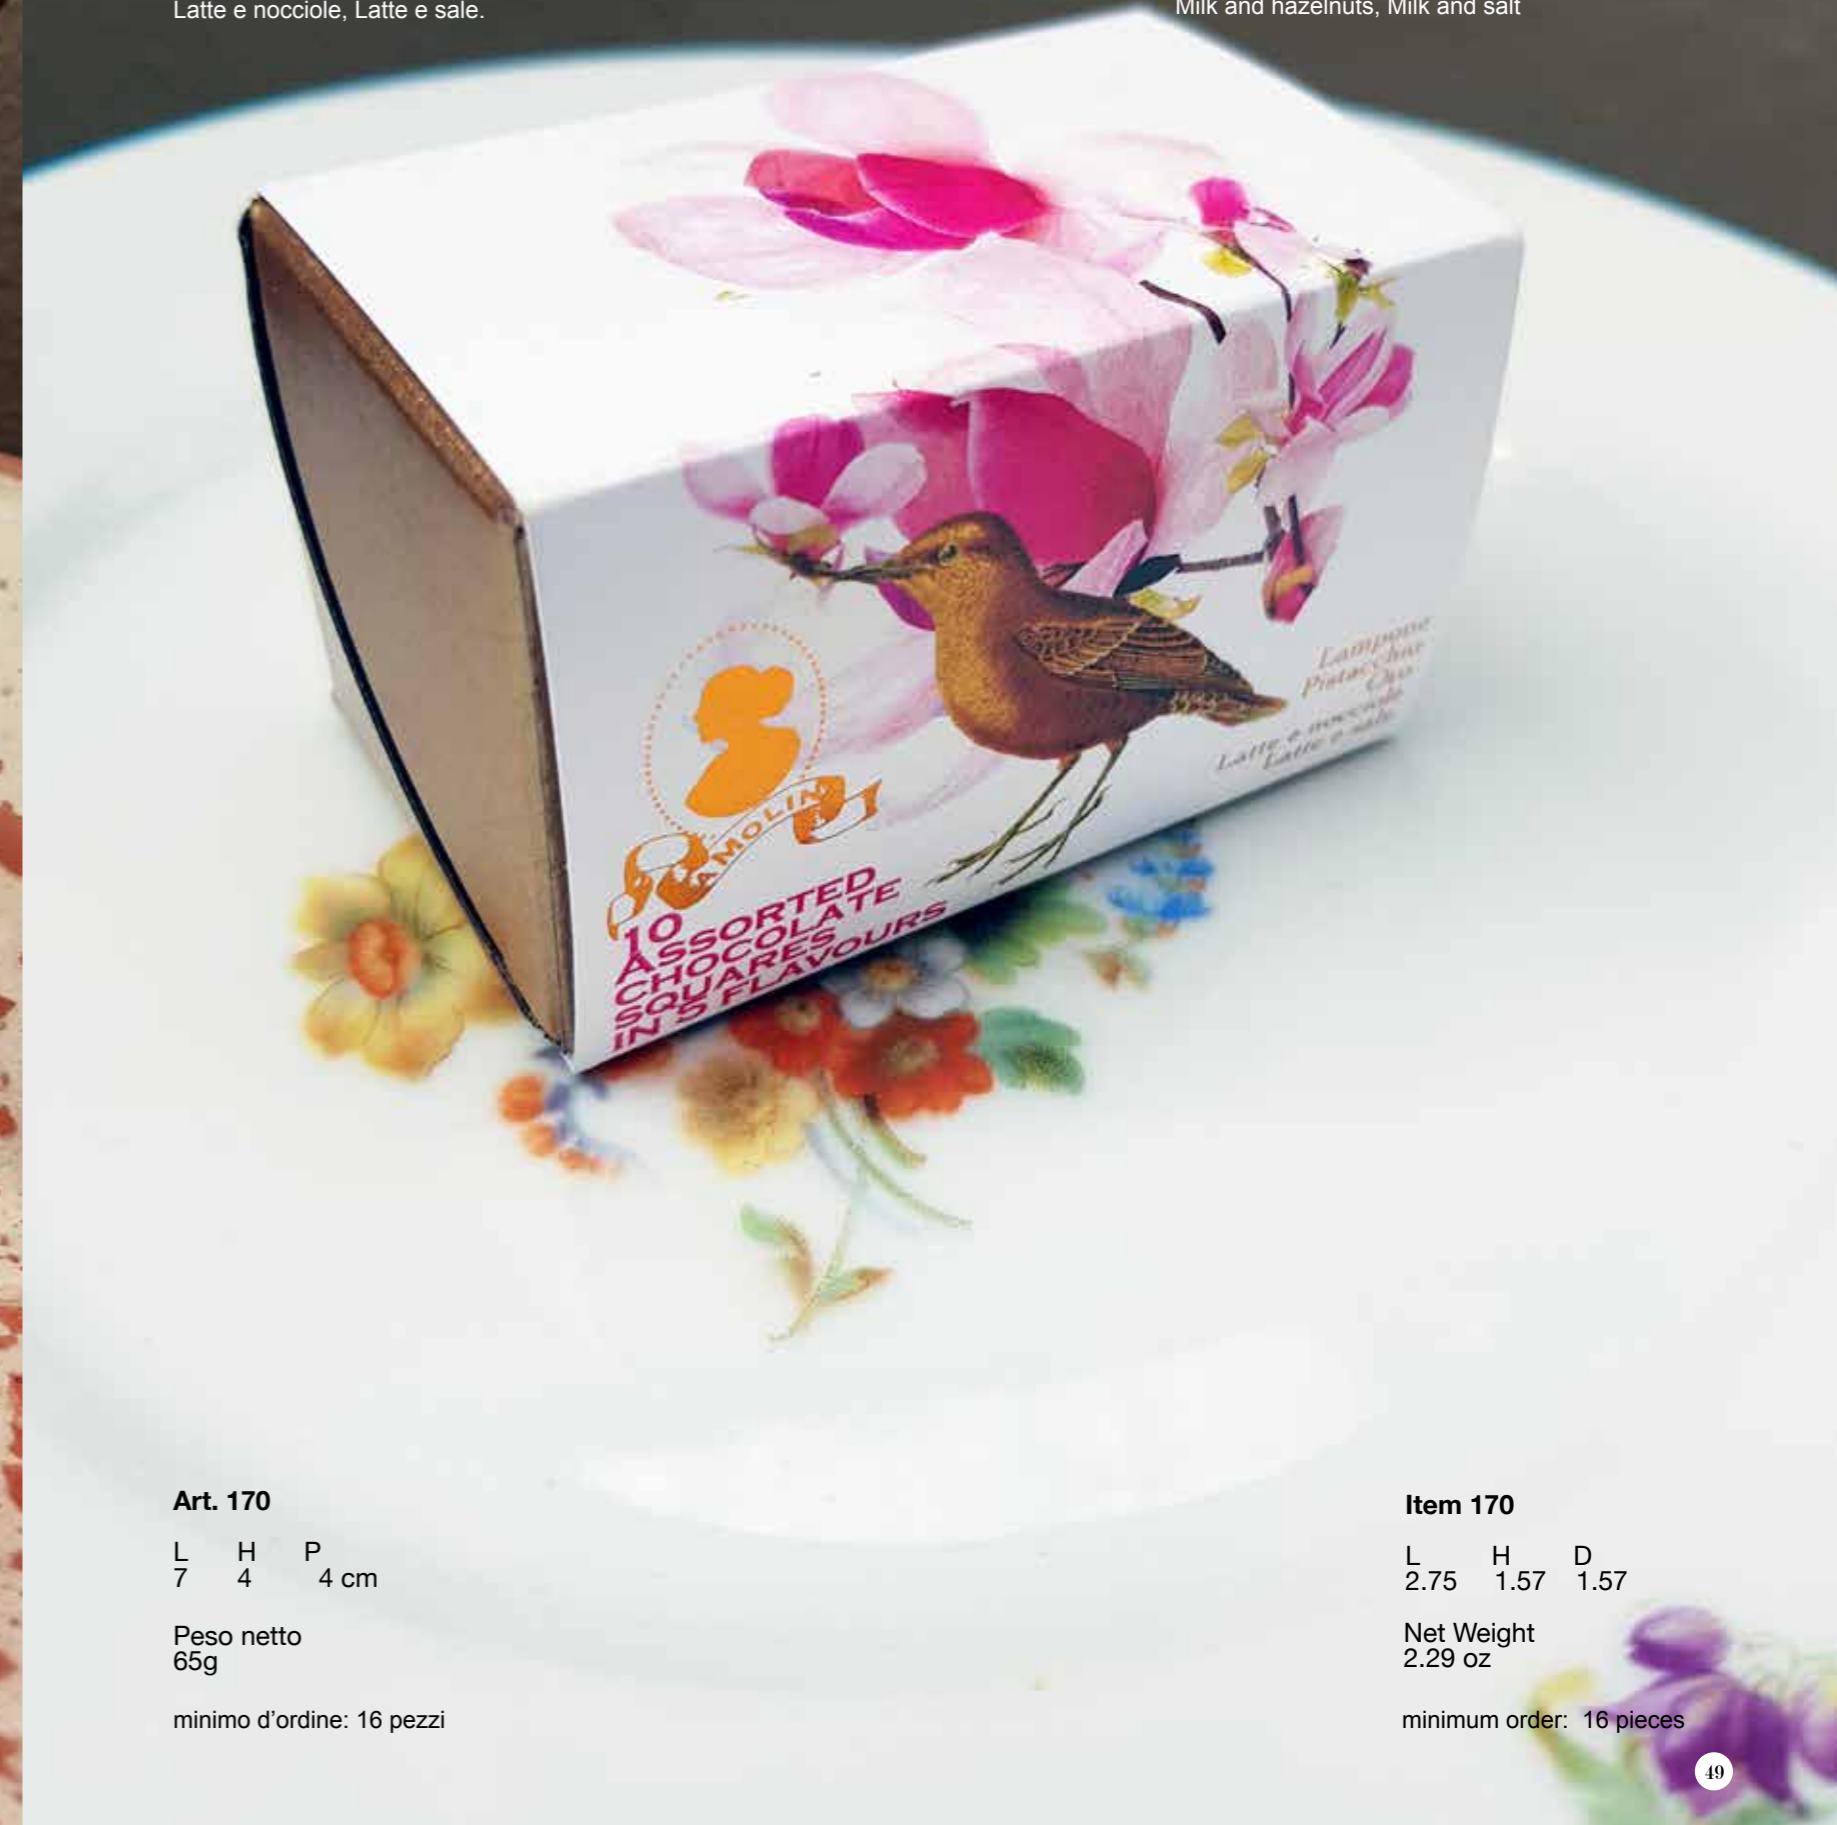 Latte e nocciole, Latte e sale.
Milk and hazelnuts, Milk and salt
Lampone
Pistacchio
Latte e nocciole
Latte e sale
RAMOLINI
10
ASSORTED
CHOCOLATE
SQUARES
IN 5 FLAVOURS
Art. 170
L H P
7 4 4 cm
Peso netto
65g
minimo d’ordine: 16 pezzi
Item 170
L H D
2.75 1.57 1.57
Net Weight
2.29 oz
minimum order: 16 pieces
49